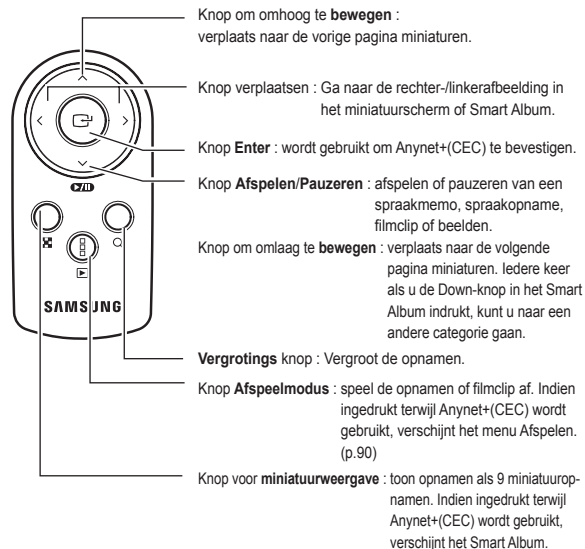 Knop om omhoog te bewegen :
verplaats naar de vorige pagina miniaturen.
Knop verplaatsen : Ga naar de rechter-/linkerafbeelding in
het miniatuurscherm of Smart Album.
Knop Enter : wordt gebruikt om Anynet+(CEC) te bevestigen.
Knop Afspelen/Pauzeren : afspelen of pauzeren van een
spraakmemo, spraakopname,
filmclip of beelden.
Knop om omlaag te bewegen : verplaats naar de volgende
pagina miniaturen. Iedere keer
als u de Down-knop in het Smart
Album indrukt, kunt u naar een
andere categorie gaan.
SAMSUNG
Vergrotings knop : Vergroot de opnamen.
Knop Afspeelmodus : speel de opnamen of filmclip af. Indien
ingedrukt terwijl Anynet+(CEC) wordt
gebruikt, verschijnt het menu Afspelen.
(p.90)
Knop voor miniatuurweergave : toon opnamen als 9 miniatuurop-
namen. Indien ingedrukt terwijl
Anynet+(CEC) wordt gebruikt,
verschijnt het Smart Album.